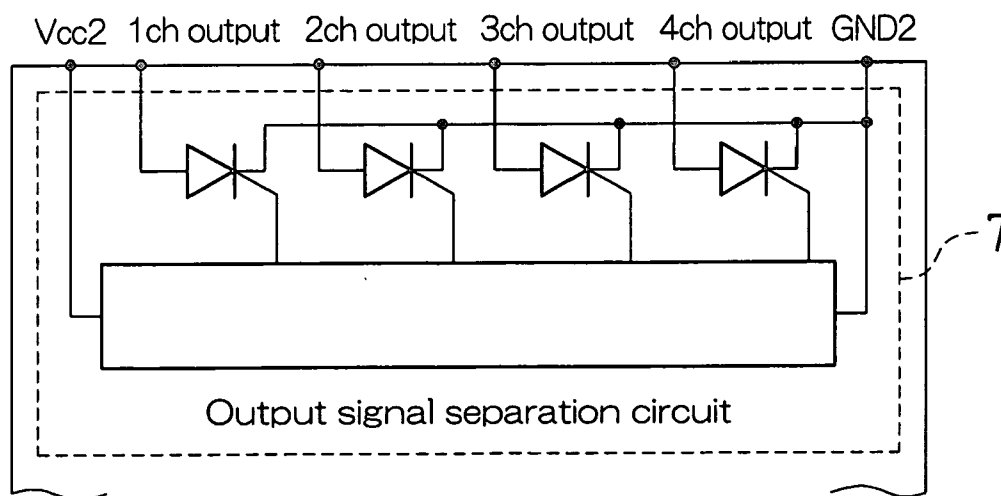 Vcc2 1ch output 2ch output 3ch output 4ch output GND2
7
Output signal separation circuit